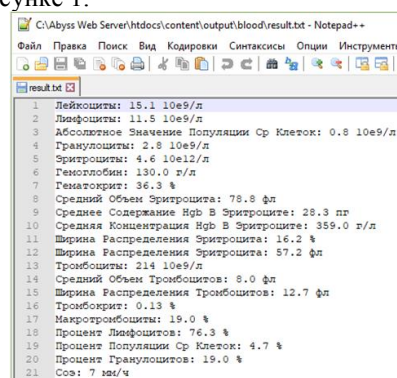 сунке 1.
C:\Abyss Web Server\htdocs\content\output\blood\result.txt - Notepad++
Файл Правка Поиск Вид Кодировки Синтаксисы Опции Инструмент
result.txt
1 Лейкоциты: 15.1 10e9/л
2 Лимфоциты: 11.5 10e9/л
3 Абсолютное Значение Популяции Ср Клеток: 0.8 10e9/л
4 Гранулоциты: 2.8 10e9/л
5 Эритроциты: 4.6 10e12/л
6 Гемоглобин: 130.0 г/л
7 Гематокрит: 36.3 %
8 Средний Объем Эритроцита: 78.8 фл
9 Среднее Содержание Hgb В Эритроците: 28.3 пг
10 Средняя Концентрация Hgb В Эритроците: 359.0 г/л
11 Ширина Распределения Эритроцита: 16.2 %
12 Ширина Распределения Эритроцита: 57.2 фл
13 Тромбоциты: 214 10e9/л
14 Средний Объем Тромбоцитов: 8.0 фл
15 Ширина Распределения Тромбоцитов: 12.7 фл
16 Тромбокрит: 0.13 %
17 Макротромбоциты: 19.0 %
18 Процент Лимфоцитов: 76.3 %
19 Процент Популяции Ср Клеток: 4.7 %
20 Процент Гранулоцитов: 19.0 %
21 Соэ: 7 мм/ч